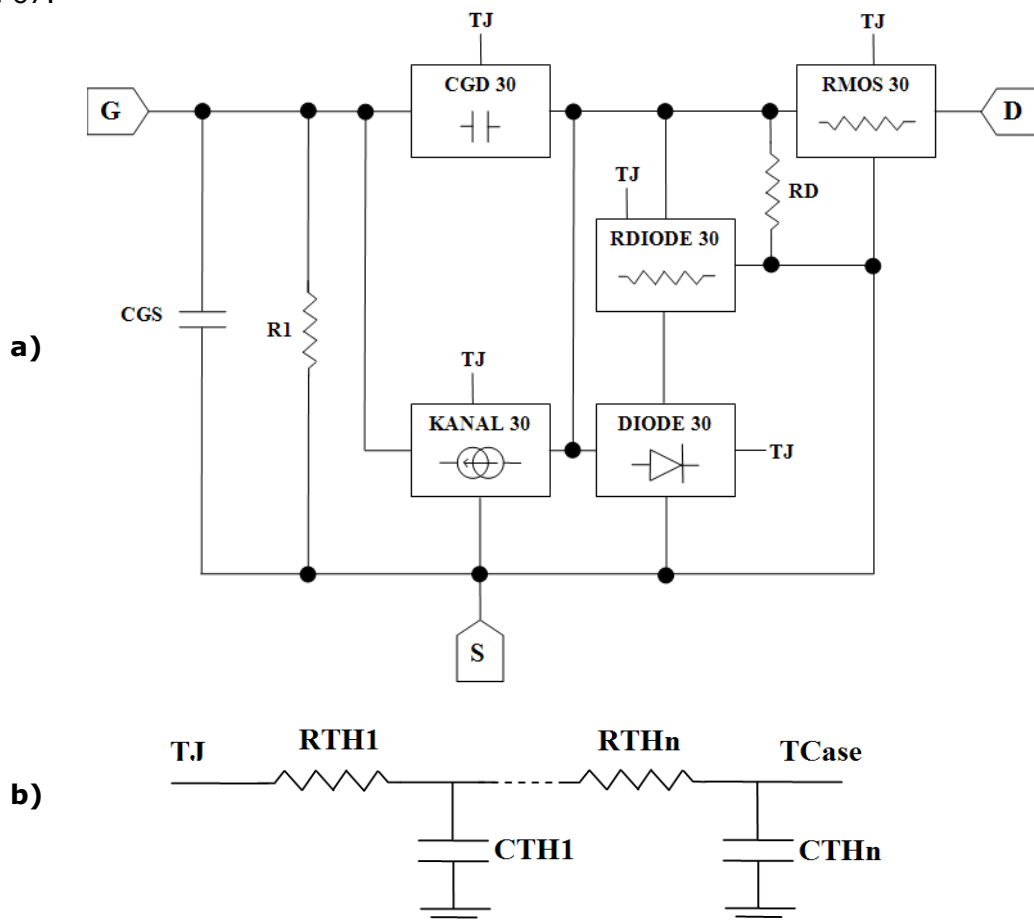 TJ
TJ
G
CGD 30
RMOS 30
D
TJ
RD
RDIODE 30
CGS
R1
a)
TJ
KANAL 30
DIODE 30
TJ
S
RTH1
RTHn
TJ
TCase
b)
CTH1
CTHn